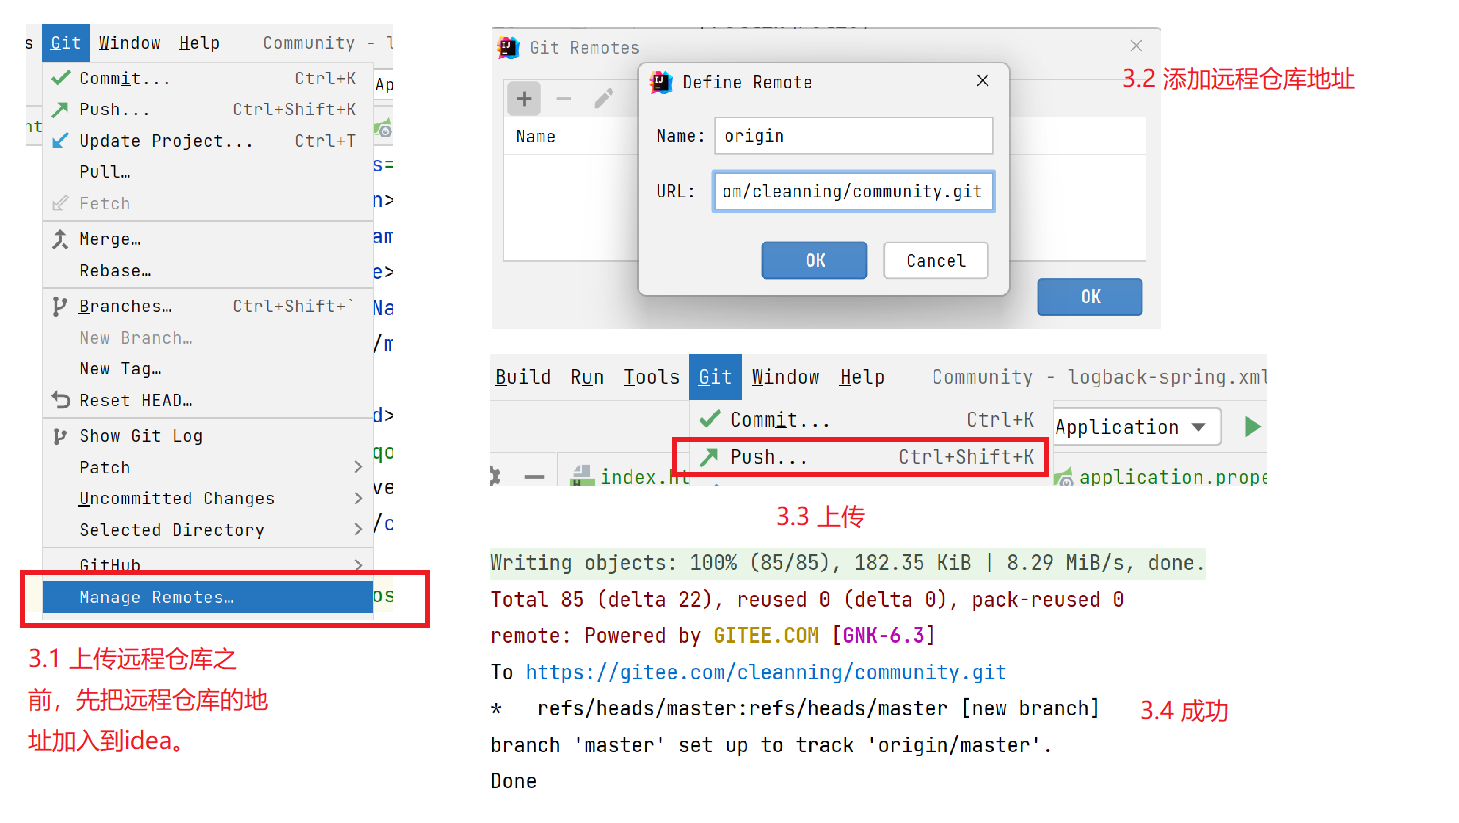 s Git Window Help Community - l
Commit... Ctrl+K
Push... Ctrl+Shift+K
Update Project... Ctrl+T
Pull…
Fetch
Merge…
Rebase…
Branches… Ctrl+Shift+`
New Branch…
New Tag…
Reset HEAD…
Show Git Log
Patch
Uncommitted Changes
Selected Directory
GitHub
Manage Remotes…
Ap
nt
s=
n>
am
e>
Na
/m
d>
qo
ve
/c
os
3.1 上传远程仓库之
前，先把远程仓库的地
址加入到idea。
Git Remotes
Name
Define Remote
Name: origin
URL: om/cleanning/community.git
OK Cancel
OK
3.2 添加远程仓库地址
Build Run Tools Git Window Help Community - logback-spring.xml
Commit... Ctrl+K
Application
Push... Ctrl+Shift+K
index.ht
application.prope
3.3 上传
Writing objects: 100% (85/85), 182.35 KiB | 8.29 MiB/s, done.
Total 85 (delta 22), reused 0 (delta 0), pack-reused 0
remote: Powered by GITEE.COM [GNK-6.3]
To https://gitee.com/cleanning/community.git
* refs/heads/master:refs/heads/master [new branch]
branch 'master' set up to track 'origin/master'.
Done
3.4 成功